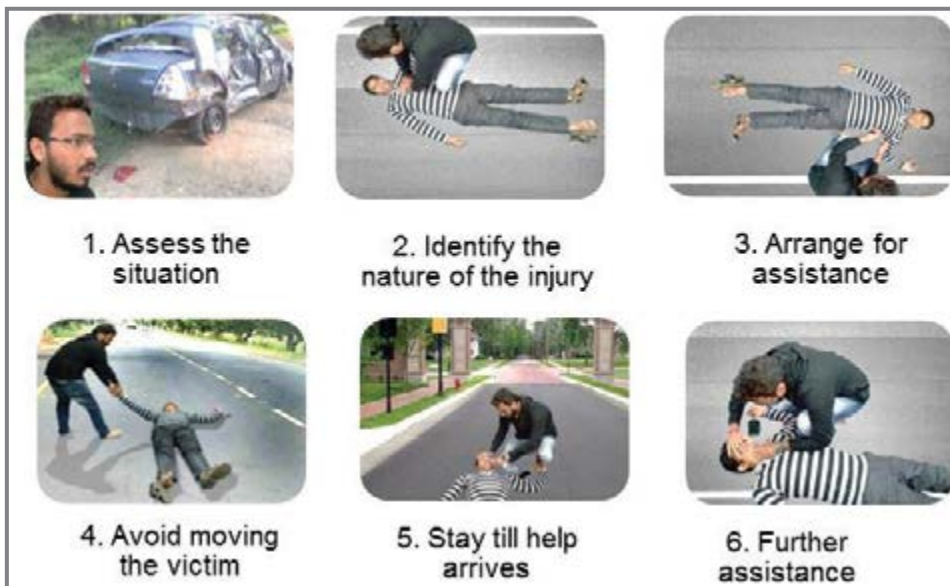 1. Assess the
situation
2. Identify the
nature of the injury
3. Arrange for
assistance
4. Avoid moving
the victim
5. Stay till help
arrives
6. Further
assistance